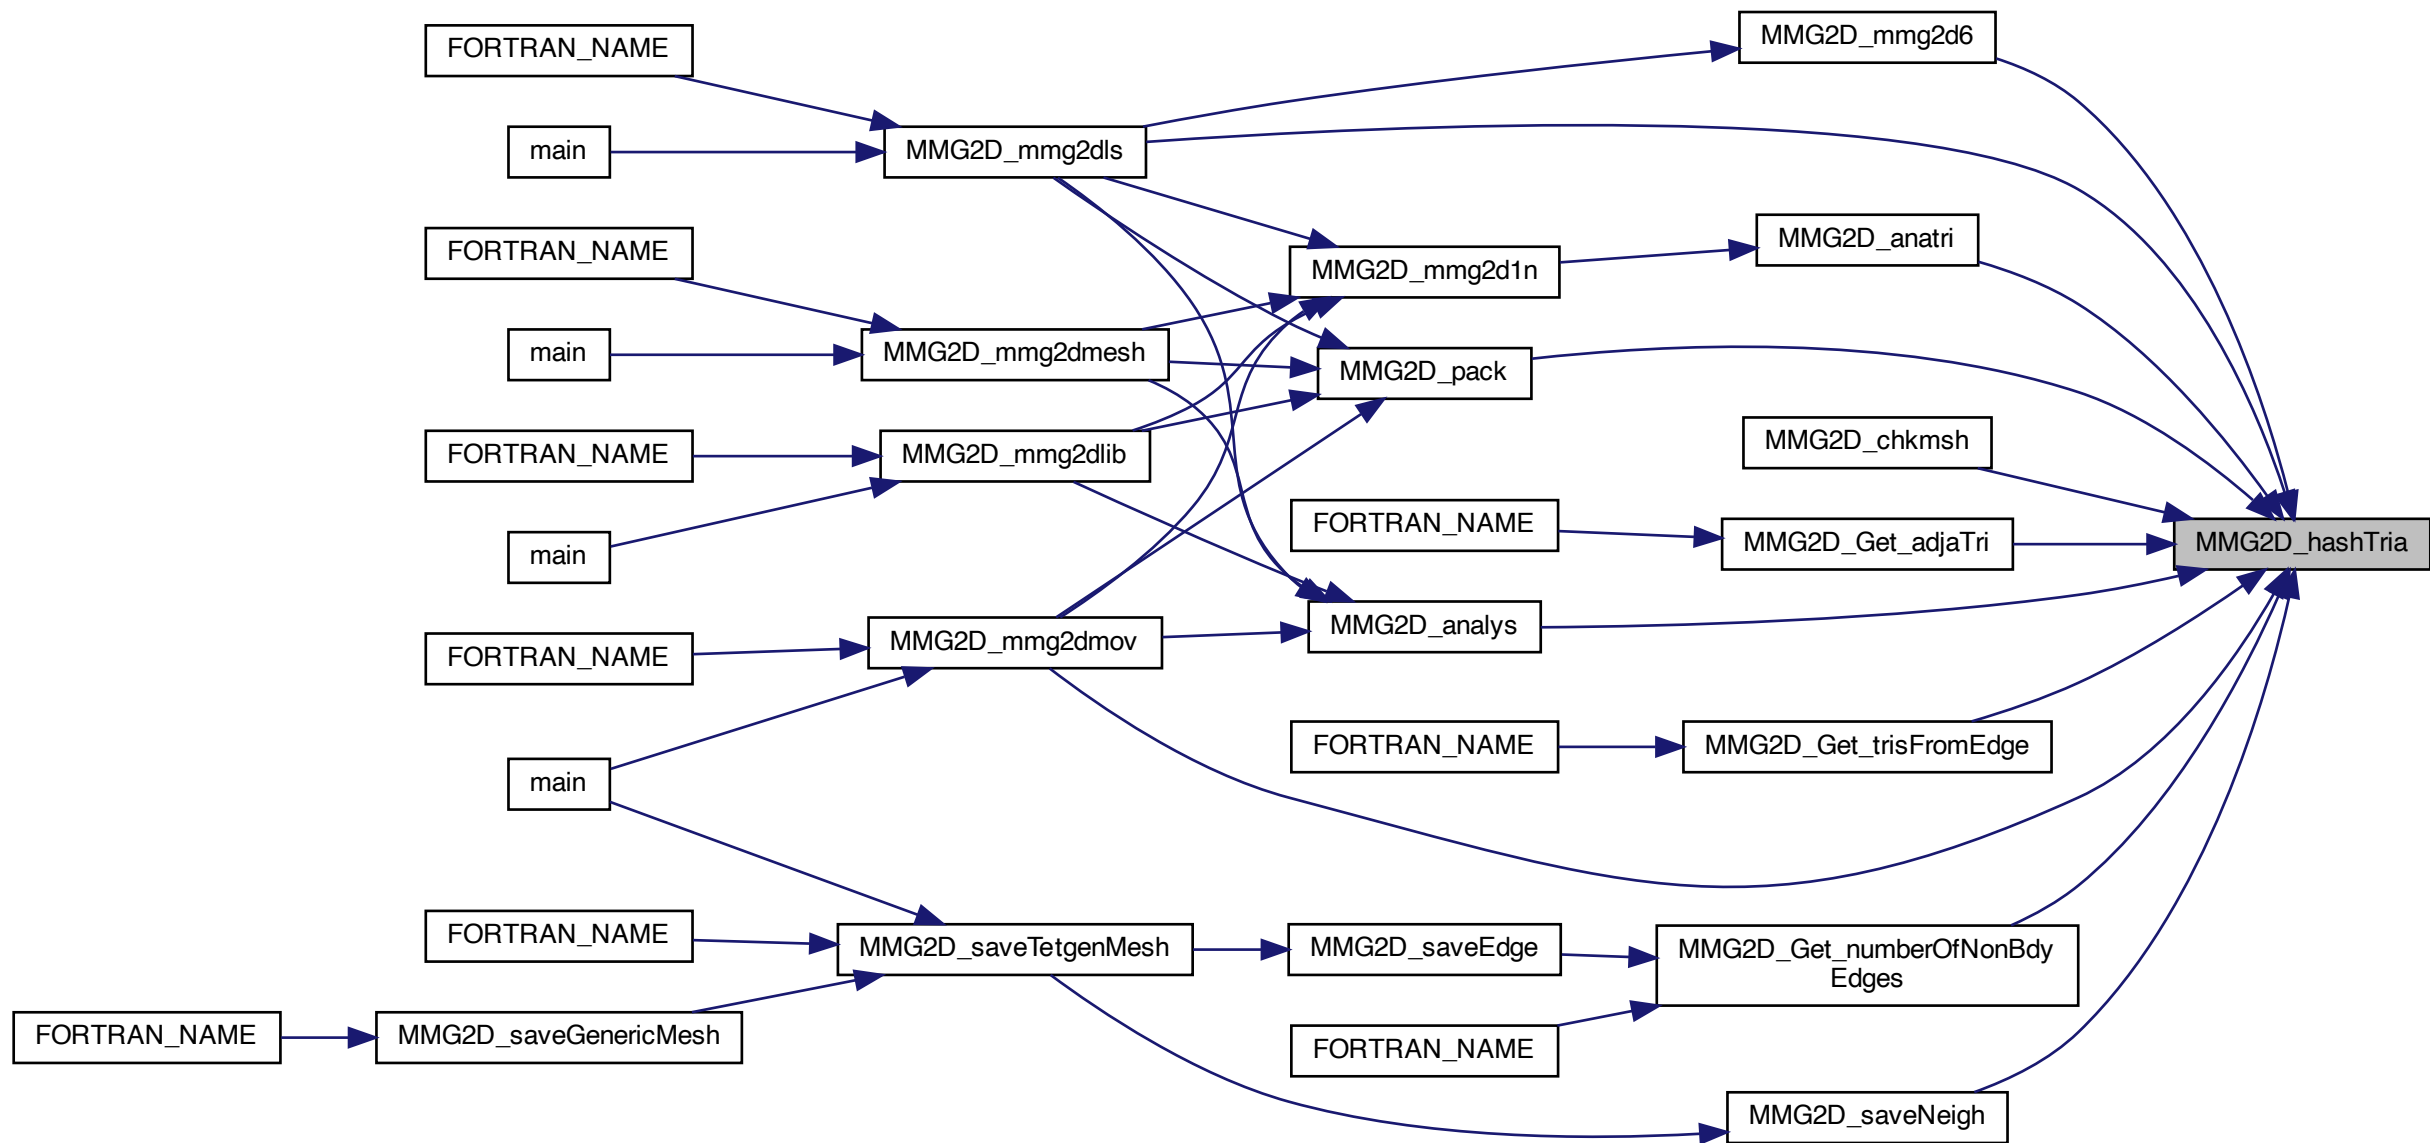 FORTRAN_NAME
MMG2D_mmg2d6
main
MMG2D_mmg2dls
FORTRAN_NAME
MMG2D_anatri
MMG2D_mmg2d1n
main
MMG2D_mmg2dmesh
MMG2D_pack
FORTRAN_NAME
MMG2D_mmg2dlib
MMG2D_chkmsh
main
FORTRAN_NAME
MMG2D_Get_adjaTri
MMG2D_hashTria
FORTRAN_NAME
MMG2D_mmg2dmov
MMG2D_analys
main
FORTRAN_NAME
MMG2D_Get_trisFromEdge
FORTRAN_NAME
MMG2D_saveTetgenMesh
MMG2D_saveEdge
MMG2D_Get_numberOfNonBdy
Edges
FORTRAN_NAME
MMG2D_saveGenericMesh
FORTRAN_NAME
MMG2D_saveNeigh